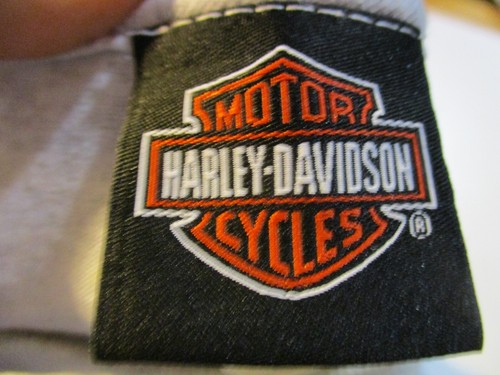 MOTOR
HARLEY-DAVIDSON
CYCLES
®